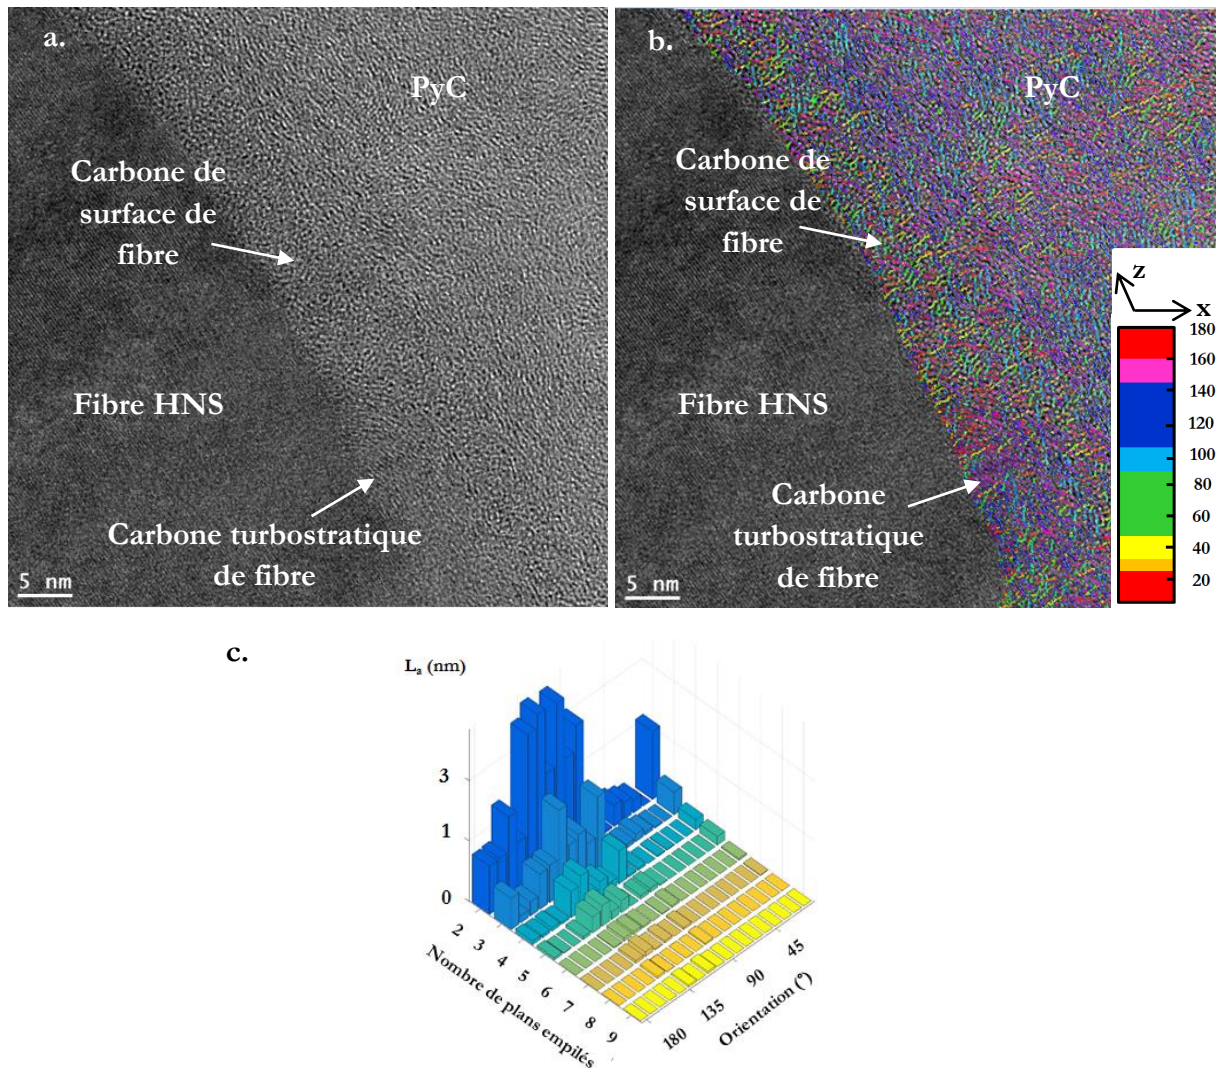 a.
PyC
Carbone de
surface de
fibre
Fibre HNS
Carbone turbostratique
de fibre
5 nm
b.
PyC
Carbone de
surface de
fibre
Fibre HNS
Carbone
turbostratique
de fibre
5 nm
z
x
180
160
140
120
100
80
60
40
20
c.
La (nm)
3
1
0
2
3
4
5
6
7
8
9
Nombre de plans empilés
180
135
90
45
Orientation (°)